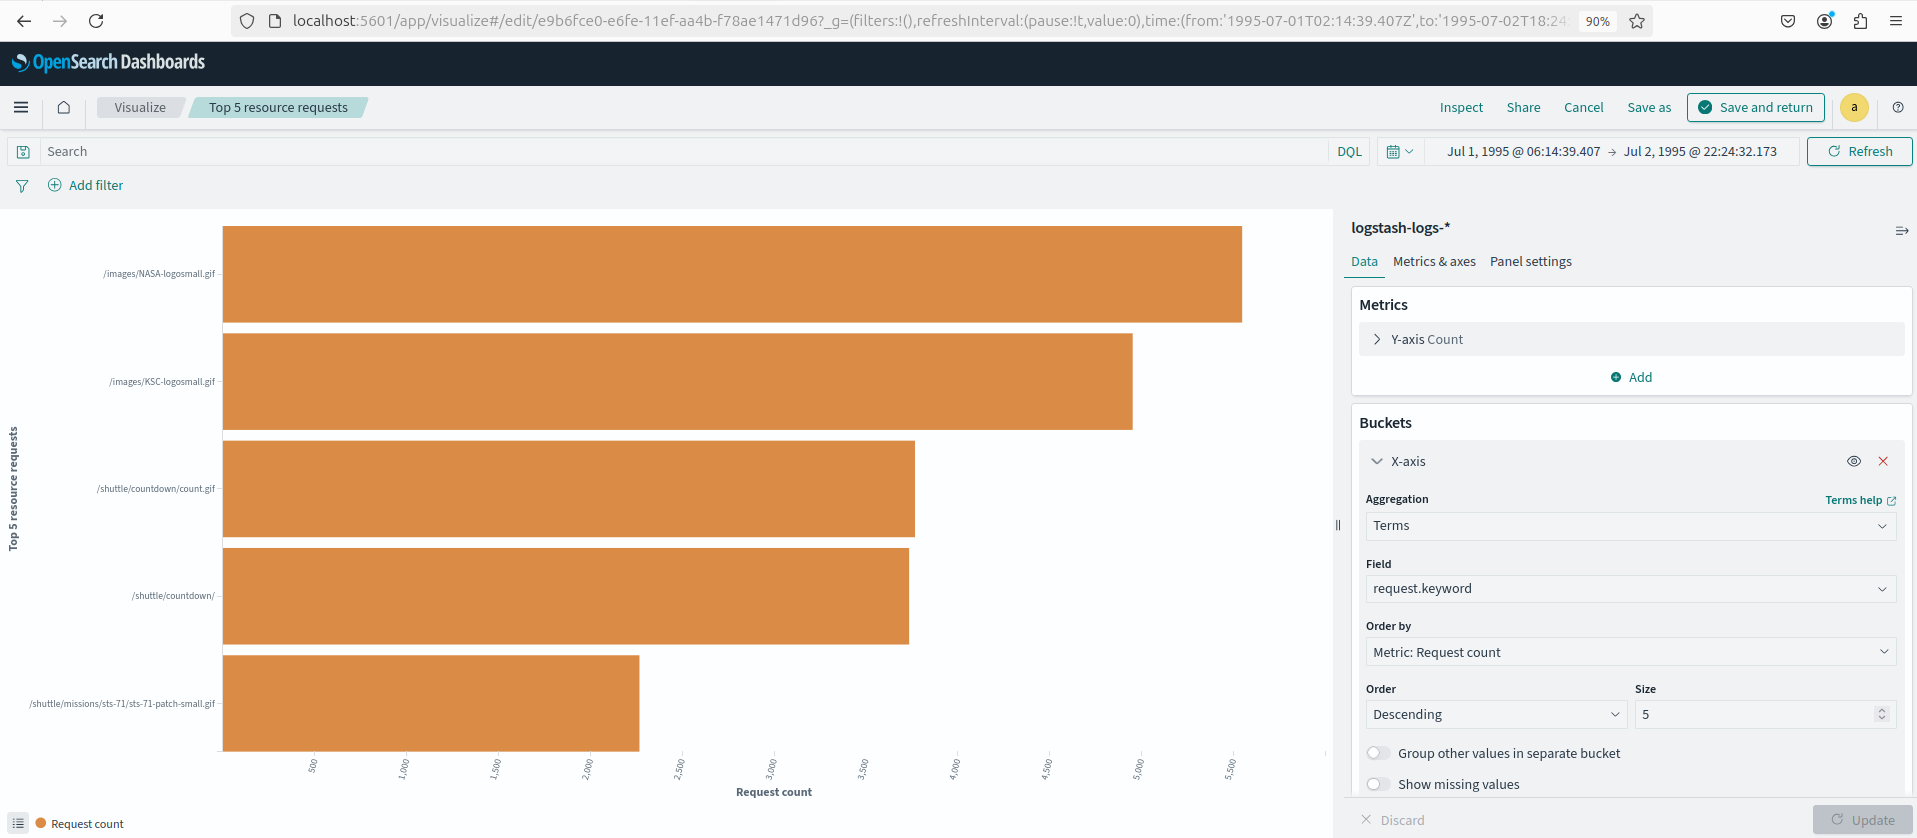 localhost:5601/app/visualize#/edit/e9b6fce0-e6fe-11ef-aa4b-f78ae1471d96?_g=(filters:!(),refreshInterval:(pause:!t,value:0),time:(from:'1995-07-01T02:14:39.407Z',to:'1995-07-02T18:24:
90%
OpenSearch Dashboards
Visualize
Top 5 resource requests
Inspect
Share
Cancel
Save as
Save and return
a
Search
DQL
Jul 1, 1995 @ 06:14:39.407 → Jul 2, 1995 @ 22:24:32.173
Refresh
Add filter
Top 5 resource requests
/images/NASA-logosmall.gif
/images/KSC-logosmall.gif
/shuttle/countdown/count.gif
/shuttle/countdown/
/shuttle/missions/sts-71/sts-71-patch-small.gif
500
1,000
1,500
2,000
2,500
3,000
3,500
4,000
4,500
5,000
5,500
Request count
Request count
logstash-logs-*
Data
Metrics & axes
Panel settings
Metrics
Y-axis Count
Add
Buckets
X-axis
Aggregation
Terms help
Terms
Field
request.keyword
Order by
Metric: Request count
Order
Size
Descending
5
Group other values in separate bucket
Show missing values
Discard
Update